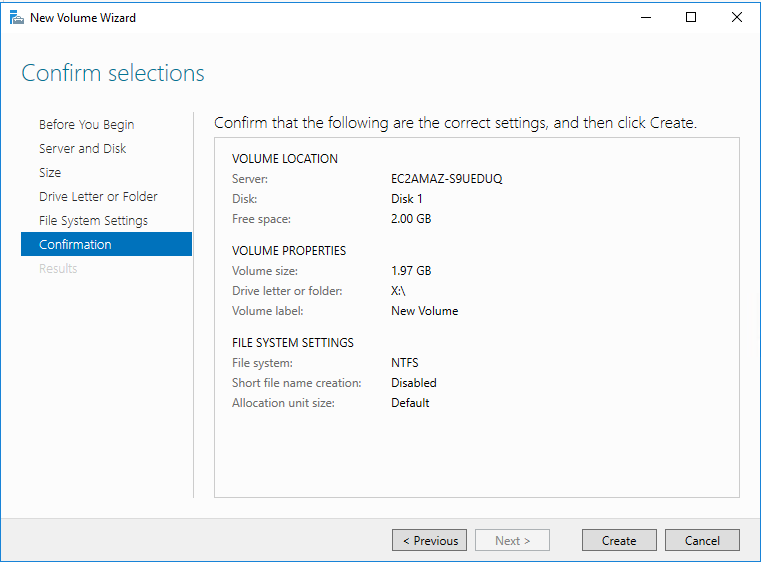 New Volume Wizard
Confirm selections
Before You Begin
Server and Disk
Size
Drive Letter or Folder
File System Settings
Confirmation
Results
Confirm that the following are the correct settings, and then click Create.
VOLUME LOCATION
Server: EC2AMAZ-S9UEDUQ
Disk: Disk 1
Free space: 2.00 GB
VOLUME PROPERTIES
Volume size: 1.97 GB
Drive letter or folder: X:\
Volume label: New Volume
FILE SYSTEM SETTINGS
File system: NTFS
Short file name creation: Disabled
Allocation unit size: Default
< Previous Next > Create Cancel